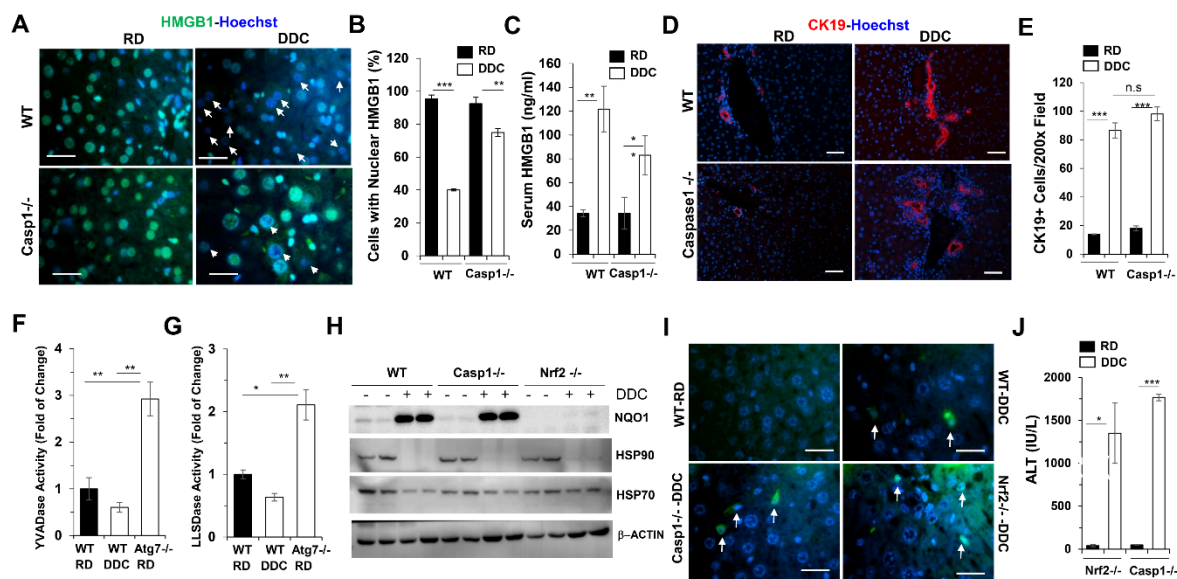 A
HMGB1-Hoechst
RD
DDC
WT
Casp1-/-
B
RD
DDC
Cells with Nuclear HMGB1 (%)
120
100
80
60
40
20
0
***
**
WT
Casp1-/-
C
RD
DDC
Serum HMGB1 (ng/ml)
160
140
120
100
80
60
40
20
0
**
*
*
WT
Casp1-/-
D
CK19-Hoechst
RD
DDC
WT
Caspase1 -/-
E
RD
DDC
CK19+ Cells/200x Field
120
100
80
60
40
20
0
n.s
***
***
WT
Casp1-/-
F
YVADase Activity (Fold of Change)
4
3
2
1
0
**
**
WT
RD
WT
DDC
Atg7-/-
RD
G
LLSDase Activity (Fold of Change)
3
2
2
1
1
0
*
**
WT
RD
WT
DDC
Atg7-/-
RD
H
WT
Casp1-/-
Nrf2 -/-
- - + + - - + + - - + +
DDC
NQO1
HSP90
HSP70
β-ACTIN
I
WT-RD
WT-DDC
Casp1-/- -DDC
Nrf2-/- -DDC
J
RD
DDC
ALT (IU/L)
2000
1750
1500
1250
500
250
0
*
***
Nrf2-/-
Casp1-/-